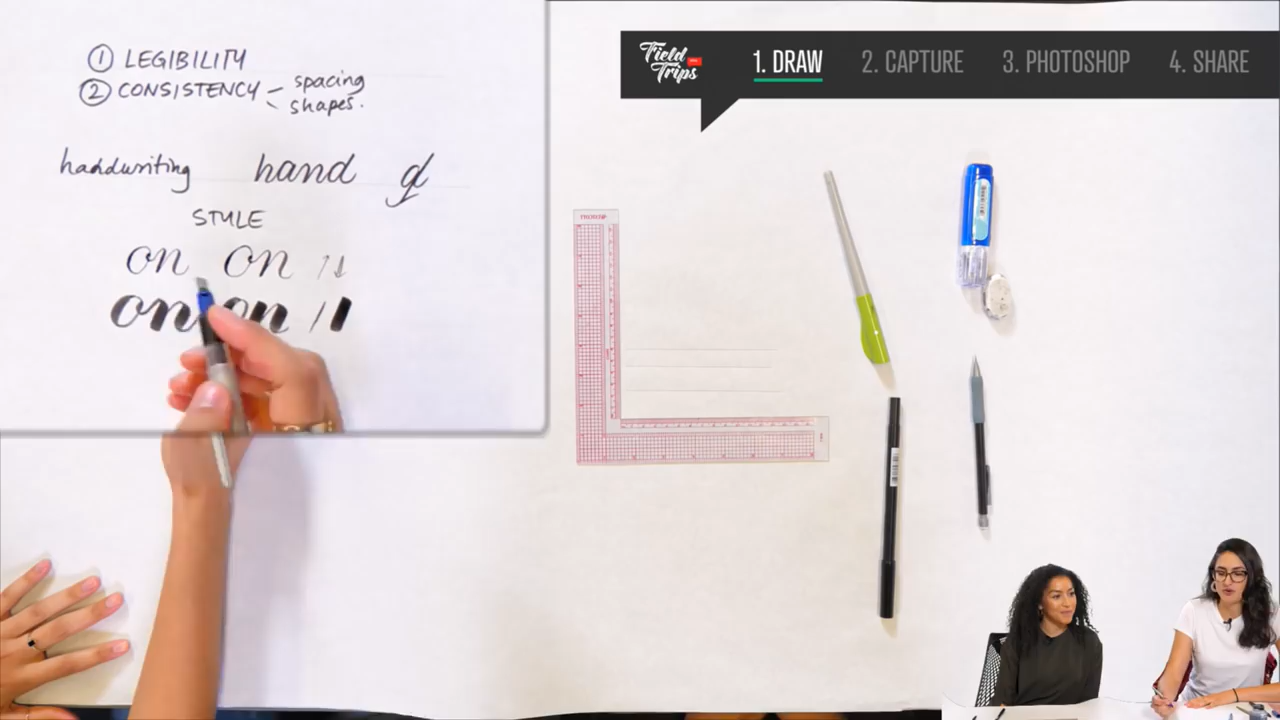 ① LEGIBILITY
② CONSISTENCY - spacing
shapes.
handwriting hand g
STYLE
on on
on on
Field Trips
1. DRAW 2. CAPTURE 3. PHOTOSHOP 4. SHARE